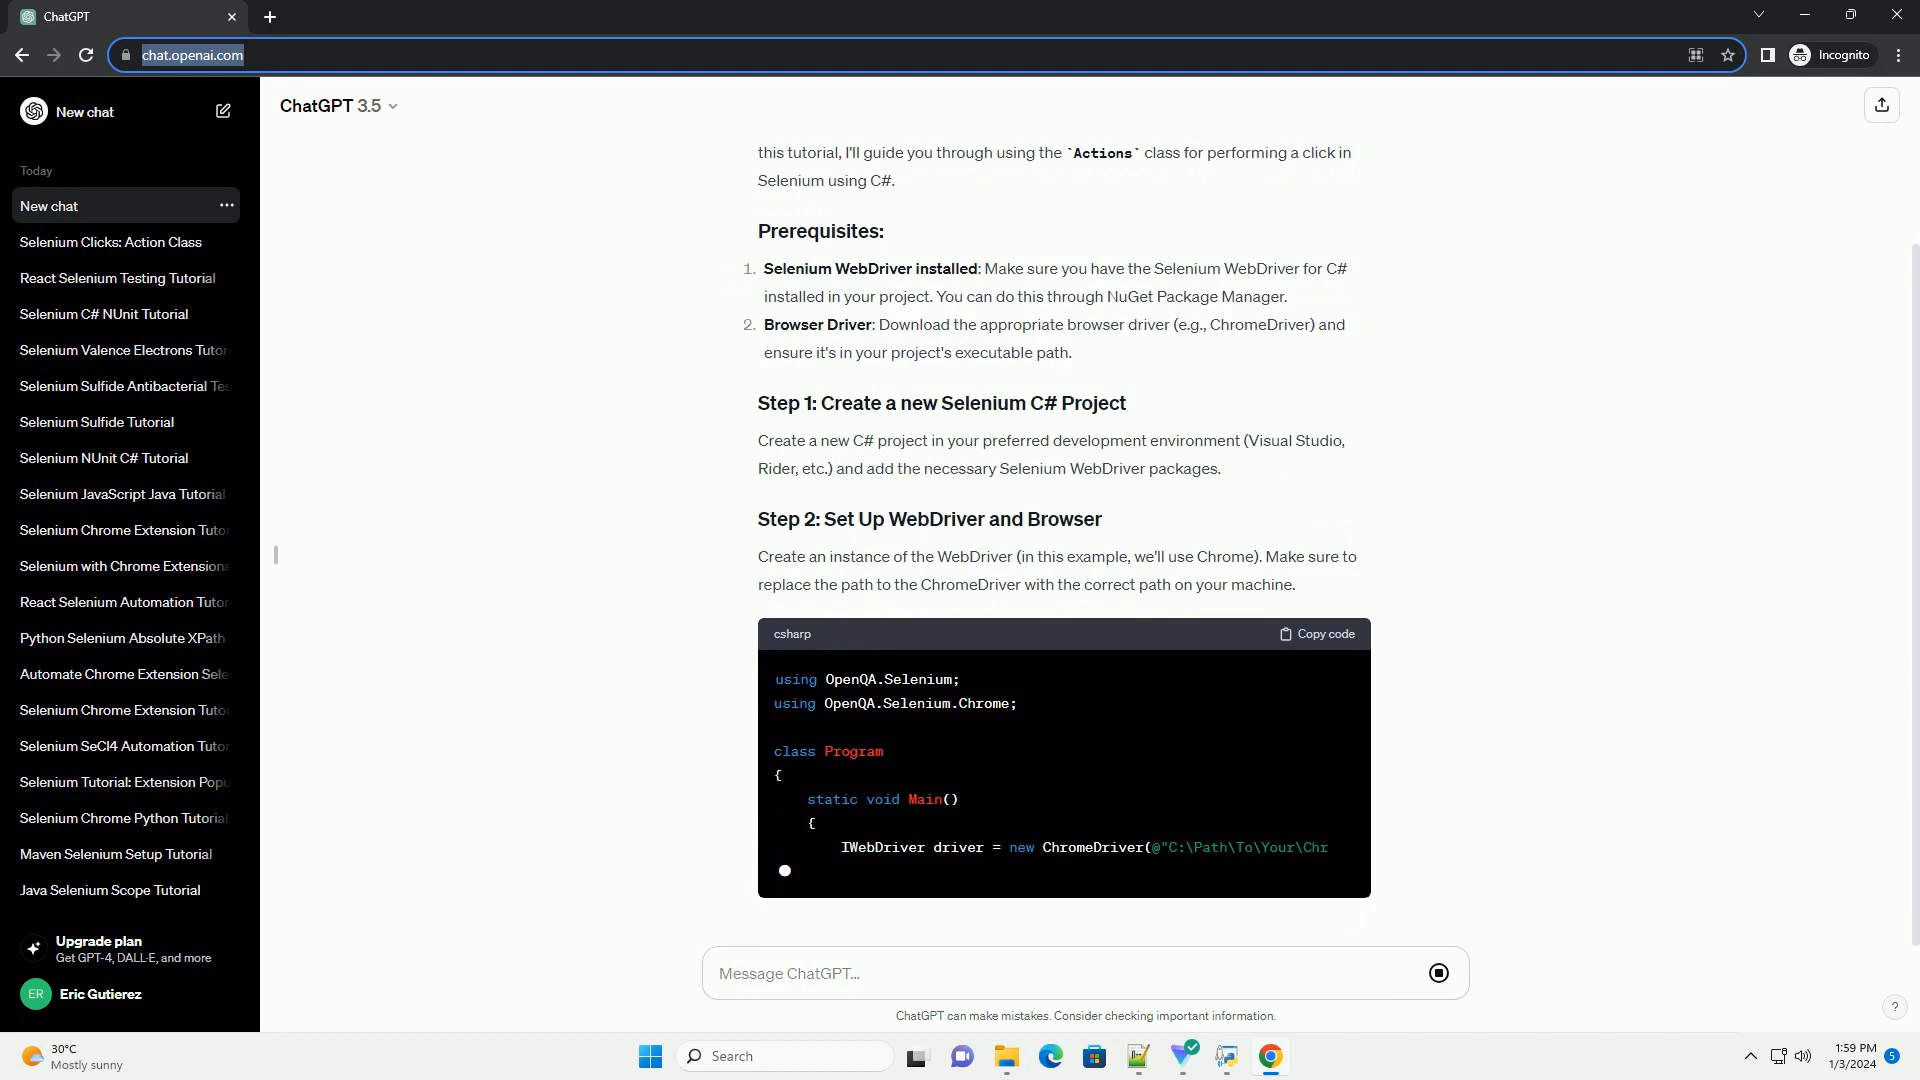 ChatGPT
chat.openai.com
Incognito
New chat
ChatGPT 3.5
Today
New chat
Selenium Clicks: Action Class
React Selenium Testing Tutorial
Selenium C# NUnit Tutorial
Selenium Valence Electrons Tutor
Selenium Sulfide Antibacterial Tes
Selenium Sulfide Tutorial
Selenium NUnit C# Tutorial
Selenium JavaScript Java Tutorial
Selenium Chrome Extension Tutor
Selenium with Chrome Extensions
React Selenium Automation Tutor
Python Selenium Absolute XPath
Automate Chrome Extension Sele
Selenium Chrome Extension Tutor
Selenium SeCl4 Automation Tutor
Selenium Tutorial: Extension Popu
Selenium Chrome Python Tutorial
Maven Selenium Setup Tutorial
Java Selenium Scope Tutorial
Upgrade plan
Get GPT-4, DALL·E, and more
ER
Eric Gutierez
this tutorial, I'll guide you through using the `Actions` class for performing a click in
Selenium using C#.
Prerequisites:
1. Selenium WebDriver installed: Make sure you have the Selenium WebDriver for C#
installed in your project. You can do this through NuGet Package Manager.
2. Browser Driver: Download the appropriate browser driver (e.g., ChromeDriver) and
ensure it's in your project's executable path.
Step 1: Create a new Selenium C# Project
Create a new C# project in your preferred development environment (Visual Studio,
Rider, etc.) and add the necessary Selenium WebDriver packages.
Step 2: Set Up WebDriver and Browser
Create an instance of the WebDriver (in this example, we'll use Chrome). Make sure to
replace the path to the ChromeDriver with the correct path on your machine.
csharp
Copy code
using OpenQA.Selenium;
using OpenQA.Selenium.Chrome;
class Program
{
static void Main()
{
IWebDriver driver = new ChromeDriver(@"C:\Path\To\Your\Chr
Message ChatGPT...
ChatGPT can make mistakes. Consider checking important information.
?
30°C
Mostly sunny
Search
1:59 PM
1/3/2024
5